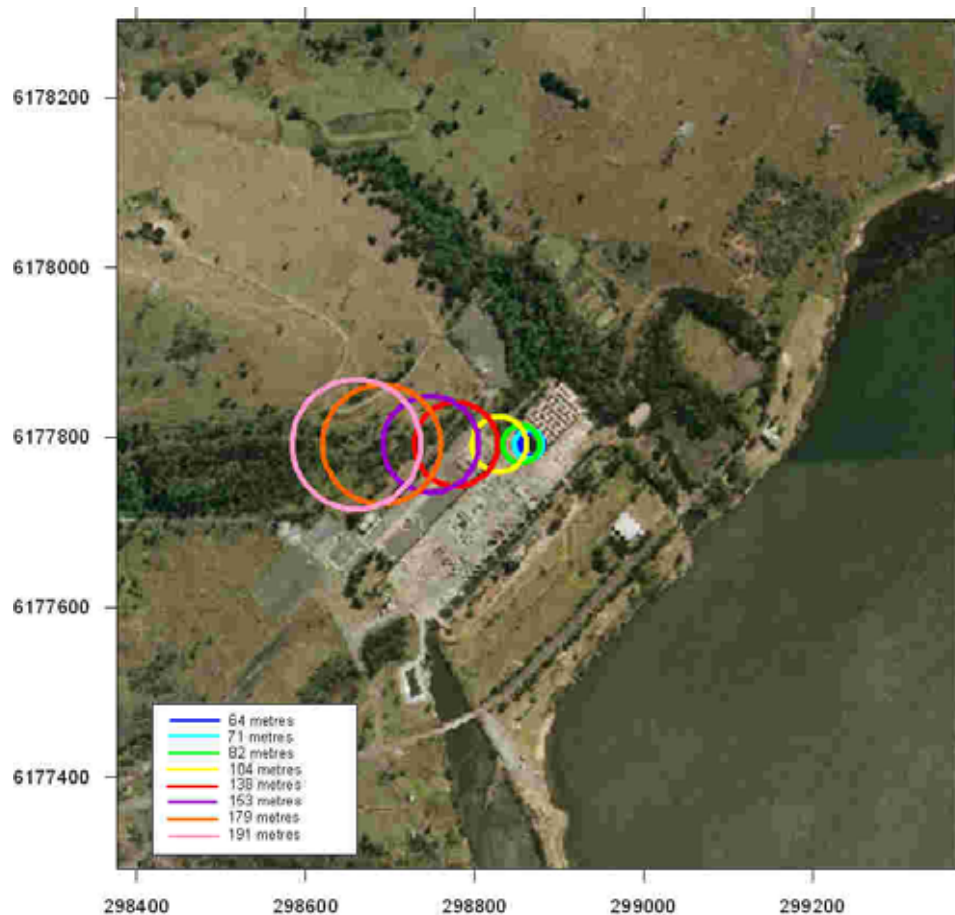 6178200
6178000
6177800
6177600
6177400
64 metres
71 metres
82 metres
104 metres
138 metres
153 metres
179 metres
191 metres
298400 298600 298800 299000 299200